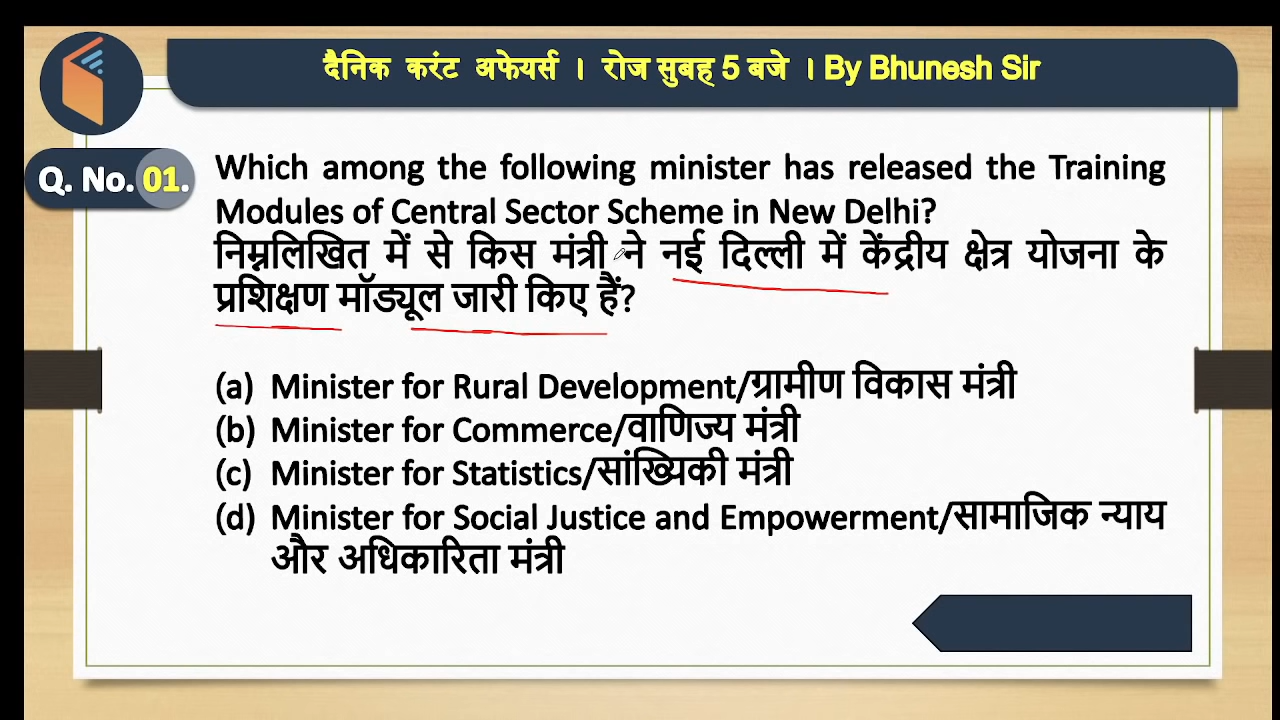 दैनिक करंट अफेयर्स । रोज सुबह 5 बजे । By Bhunesh Sir
Q. No. 01.
Which among the following minister has released the Training
Modules of Central Sector Scheme in New Delhi?
निम्नलिखित में से किस मंत्री ने नई दिल्ली में केंद्रीय क्षेत्र योजना के
प्रशिक्षण मॉड्यूल जारी किए हैं?
(a) Minister for Rural Development/ग्रामीण विकास मंत्री
(b) Minister for Commerce/वाणिज्य मंत्री
(c) Minister for Statistics/सांख्यिकी मंत्री
(d) Minister for Social Justice and Empowerment/सामाजिक न्याय
और अधिकारिता मंत्री